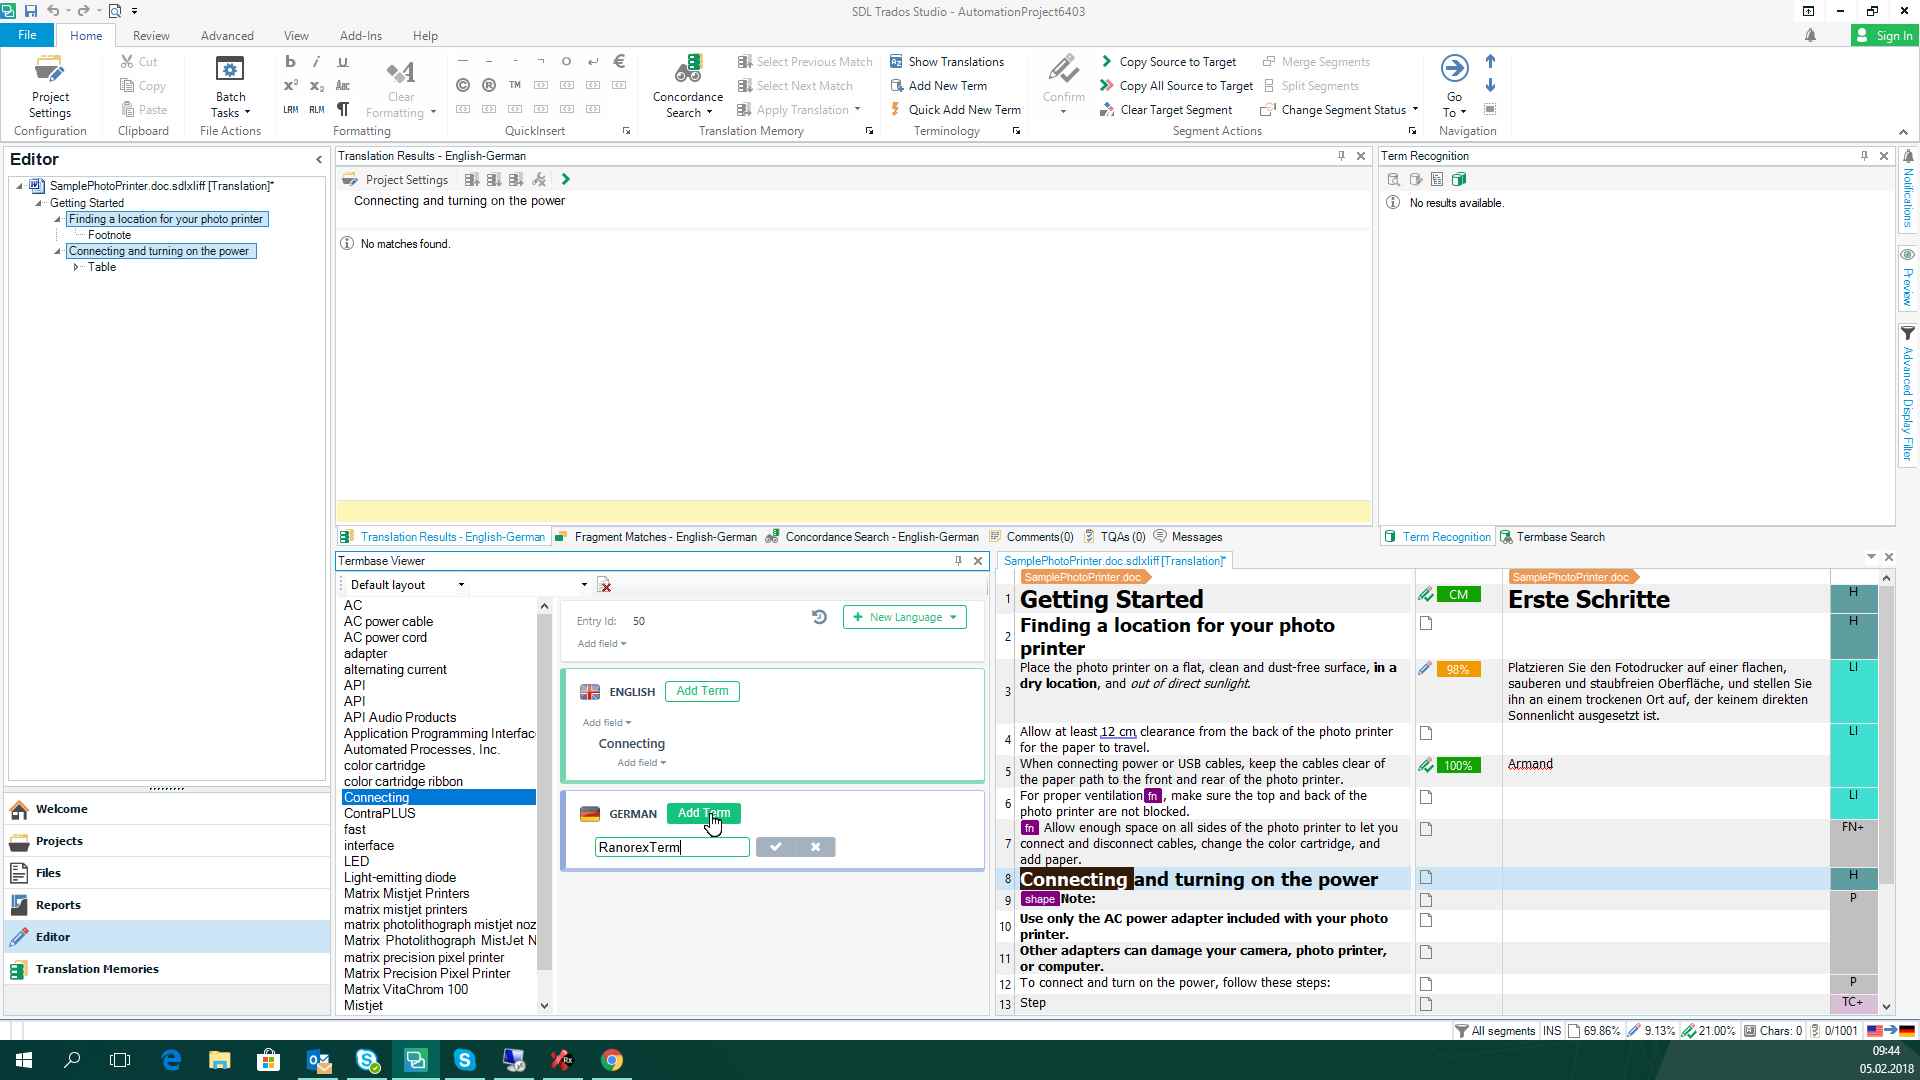 SDL Trados Studio - AutomationProject6403
File
Home
Review
Advanced
View
Add-Ins
Help
Sign In
Project
Settings
Configuration
Cut
Copy
Paste
Clipboard
Batch
Tasks
File Actions
LRM RLM ¶
Clear
Formatting
Formatting
© ® TM
QuickInsert
Concordance
Search
Select Previous Match
Select Next Match
Apply Translation
Translation Memory
Show Translations
Add New Term
Quick Add New Term
Terminology
Confirm
Copy Source to Target
Copy All Source to Target
Clear Target Segment
Merge Segments
Split Segments
Change Segment Status
Segment Actions
Go
To
Navigation
Editor
SamplePhotoPrinter.doc.sdlxliff [Translation]*
Getting Started
Finding a location for your photo printer
Footnote
Connecting and turning on the power
Table
Welcome
Projects
Files
Reports
Editor
Translation Memories
Translation Results - English-German
Project Settings
Connecting and turning on the power
No matches found.
Translation Results - English-German
Fragment Matches - English-German
Concordance Search - English-German
Comments(0)
TQAs (0)
Messages
Term Recognition
No results available.
Term Recognition
Termbase Search
Notifications
Preview
Advanced Display Filter
Termbase Viewer
Default layout
AC
AC power cable
AC power cord
adapter
alternating current
API
API
API Audio Products
Application Programming Interfac
Automated Processes, Inc.
color cartridge
color cartridge ribbon
Connecting
ContraPLUS
fast
interface
LED
Light-emitting diode
Matrix Mistjet Printers
matrix mistjet printers
matrix photolithograph mistjet noz
Matrix Photolithograph MistJet N
matrix precision pixel printer
Matrix Precision Pixel Printer
Matrix VitaChrom 100
Mistjet
Entry Id: 50
New Language
Add field
ENGLISH
Add Term
Add field
Connecting
Add field
GERMAN
Add Term
RanorexTerm
SamplePhotoPrinter.doc.sdlxliff [Translation]*
SamplePhotoPrinter.doc
SamplePhotoPrinter.doc
1 Getting Started CM Erste Schritte H
2 Finding a location for your photo H
printer
3 Place the photo printer on a flat, clean and dust-free surface, in a
dry location, and out of direct sunlight.
98%
Platzieren Sie den Fotodrucker auf einer flachen,
sauberen und staubfreien Oberfläche, und stellen Sie
ihn an einem trockenen Ort auf, der keinem direkten
Sonnenlicht ausgesetzt ist.
LI
4 Allow at least 12 cm clearance from the back of the photo printer LI
for the paper to travel.
5 When connecting power or USB cables, keep the cables clear of
the paper path to the front and rear of the photo printer.
100% Armand
6 For proper ventilation fn , make sure the top and back of the LI
photo printer are not blocked.
7 fn Allow enough space on all sides of the photo printer to let you FN+
connect and disconnect cables, change the color cartridge, and
add paper.
8 Connecting and turning on the power H
9 shape Note: P
10 Use only the AC power adapter included with your photo
printer.
11 Other adapters can damage your camera, photo printer,
or computer.
12 To connect and turn on the power, follow these steps: P
13 Step TC+
All segments INS 69.86% 9.13% 21.00% Chars: 0 0/1001
09:44
05.02.2018